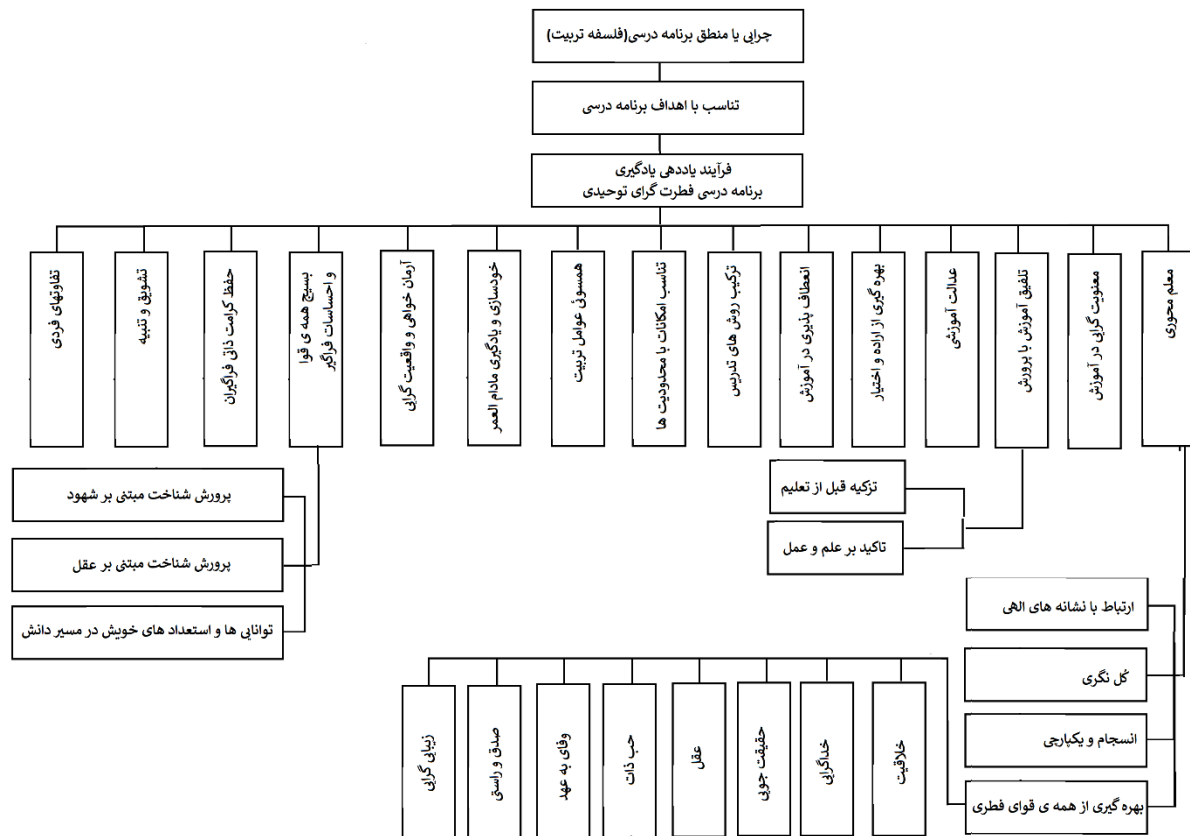 چرایی یا منطق برنامه درسی(فلسفه تربیت)
تناسب با اهداف برنامه درسی
فرآیند یاددهی یادگیری
برنامه درسی فطرت گرای توحیدی
معلم محوری
معنویت گرایی در آموزش
تلفیق آموزش با پرورش
عدالت آموزشی
بهره گیری از اراده و اختیار
انعطاف پذیری در آموزش
ترکیب روش های تدریس
تناسب امکانات با محدودیت ها
همسوئ عوامل تربیت
خودسازی و یادگیری مادام العمر
آرمان خواهی و واقعیت گرایی
بسیج همه ی قوا
و احساسات فراگیر
حفظ کرامت ذاتی فراگیران
تشویق و تنبیه
تفاوتهای فردی
تزکیه قبل از تعلیم
تاکید بر علم و عمل
پرورش شناخت مبتنی بر شهود
پرورش شناخت مبتنی بر عقل
توانایی ها و استعداد های خویش در مسیر دانش
ارتباط با نشانه های الهی
کُل نگری
انسجام و یکپارچی
بهره گیری از همه ی قوای فطری
خلاقیت
خداگرایی
حقیقت جویی
عقل
حب ذات
وفای به عهد
صدق و راستی
زیبایی گرایی